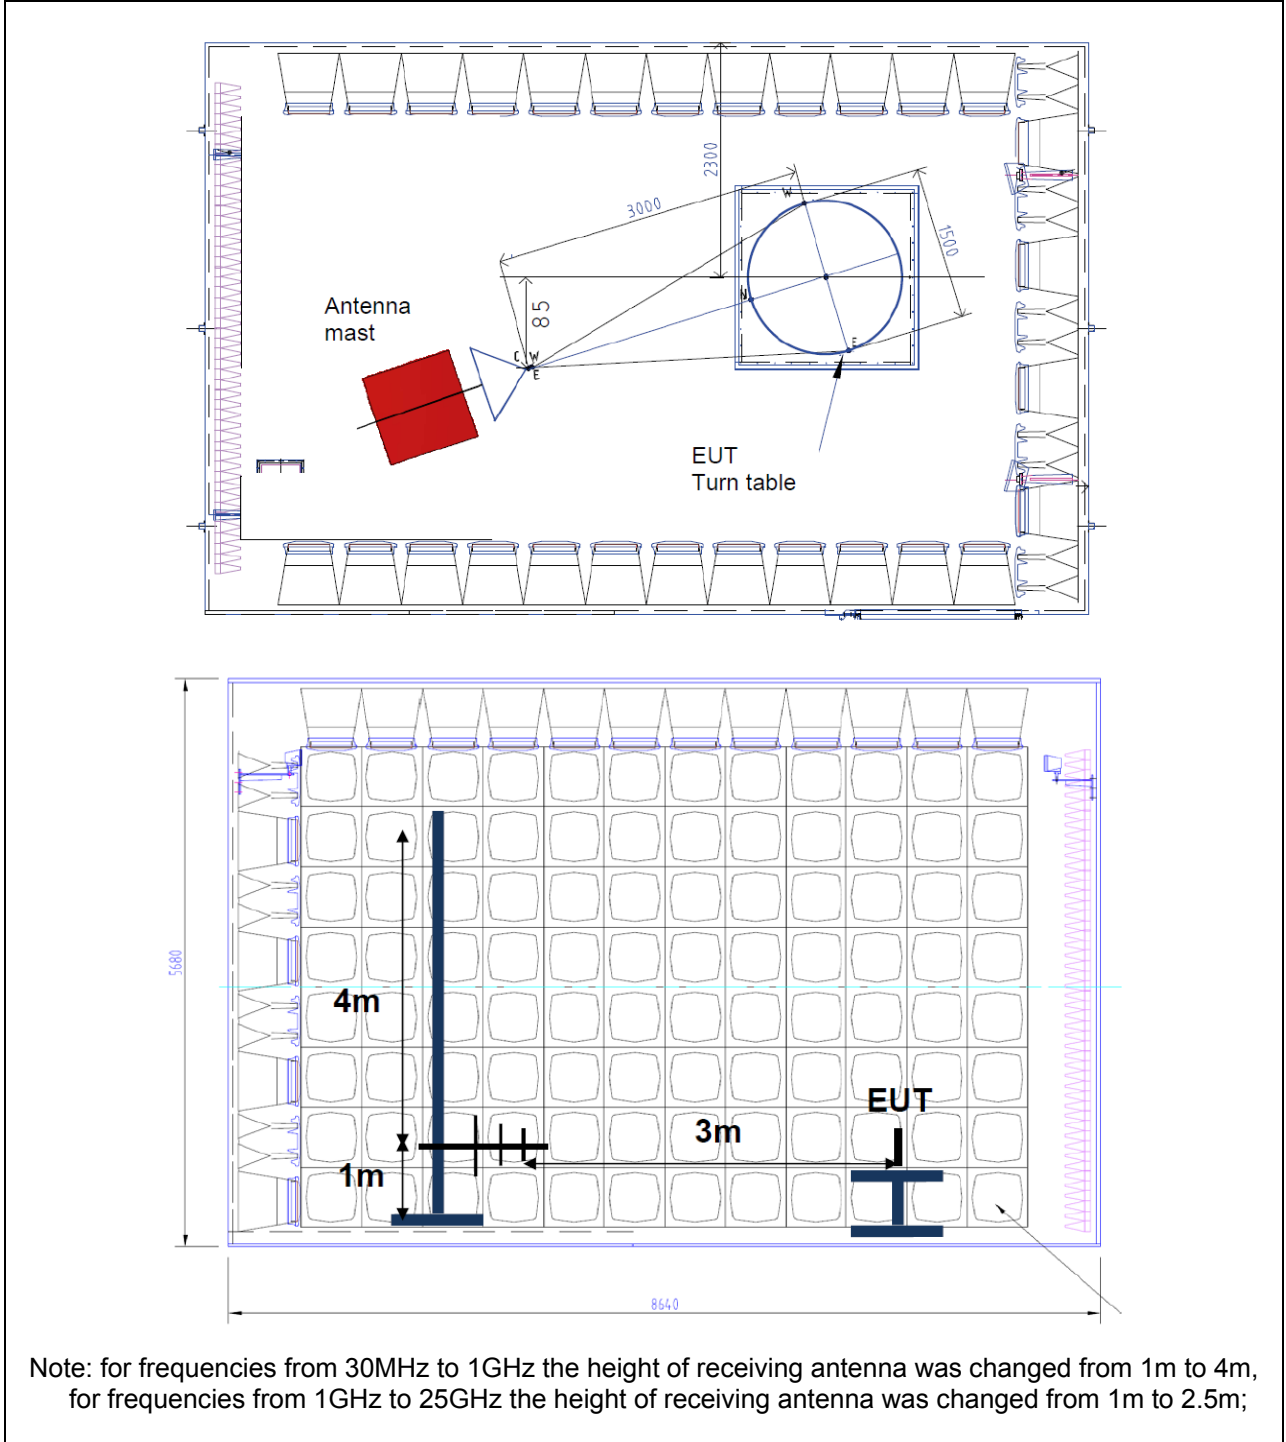 2300
W
3000
1500
Antenna
mast
85
N
C W
E
E
EUT
Turn table
5680
4m
EUT
3m
1m
8640
Note: for frequencies from 30MHz to 1GHz the height of receiving antenna was changed from 1m to 4m,
for frequencies from 1GHz to 25GHz the height of receiving antenna was changed from 1m to 2.5m;